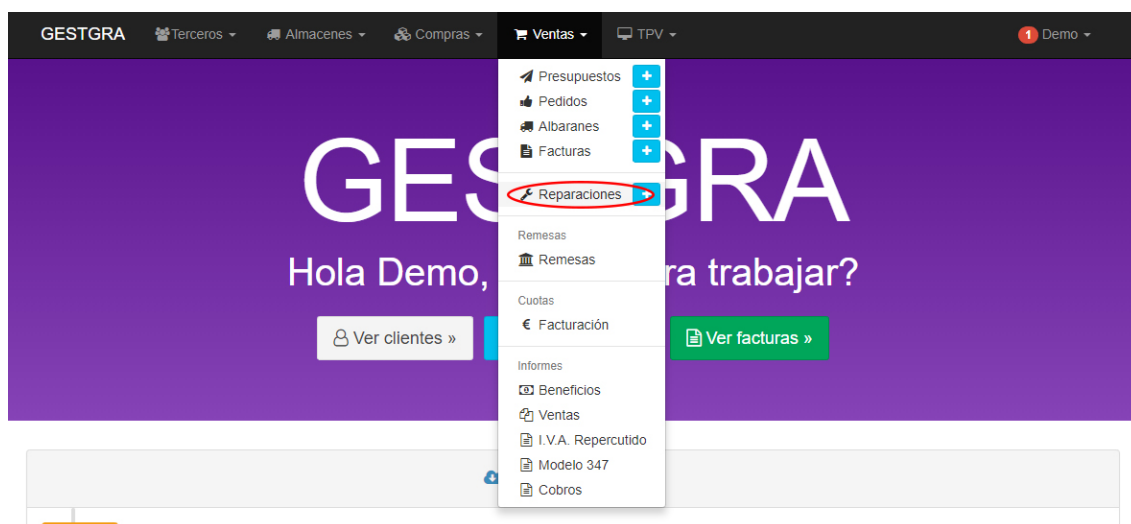 GESTGRA Terceros Almacenes Compras Ventas TPV 1 Demo
Presupuestos +
Pedidos +
Albaranes +
Facturas +
Reparaciones +
Remesas
Remesas
Cuotas
€ Facturación
Informes
Beneficios
Ventas
I.V.A. Repercutido
Modelo 347
Cobros
GES GRA
Hola Demo, ra trabajar?
Ver clientes » Ver facturas »